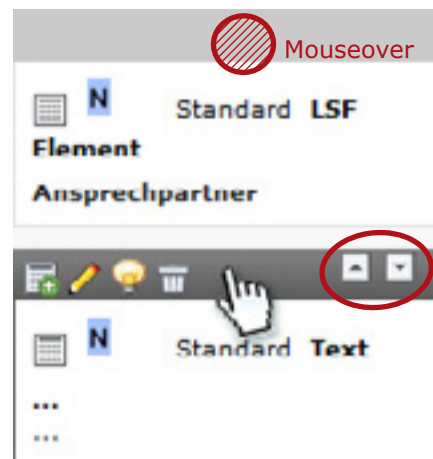 Mouseover
N Standard LSF
Element
Ansprechpartner
N Standard Text
...
...